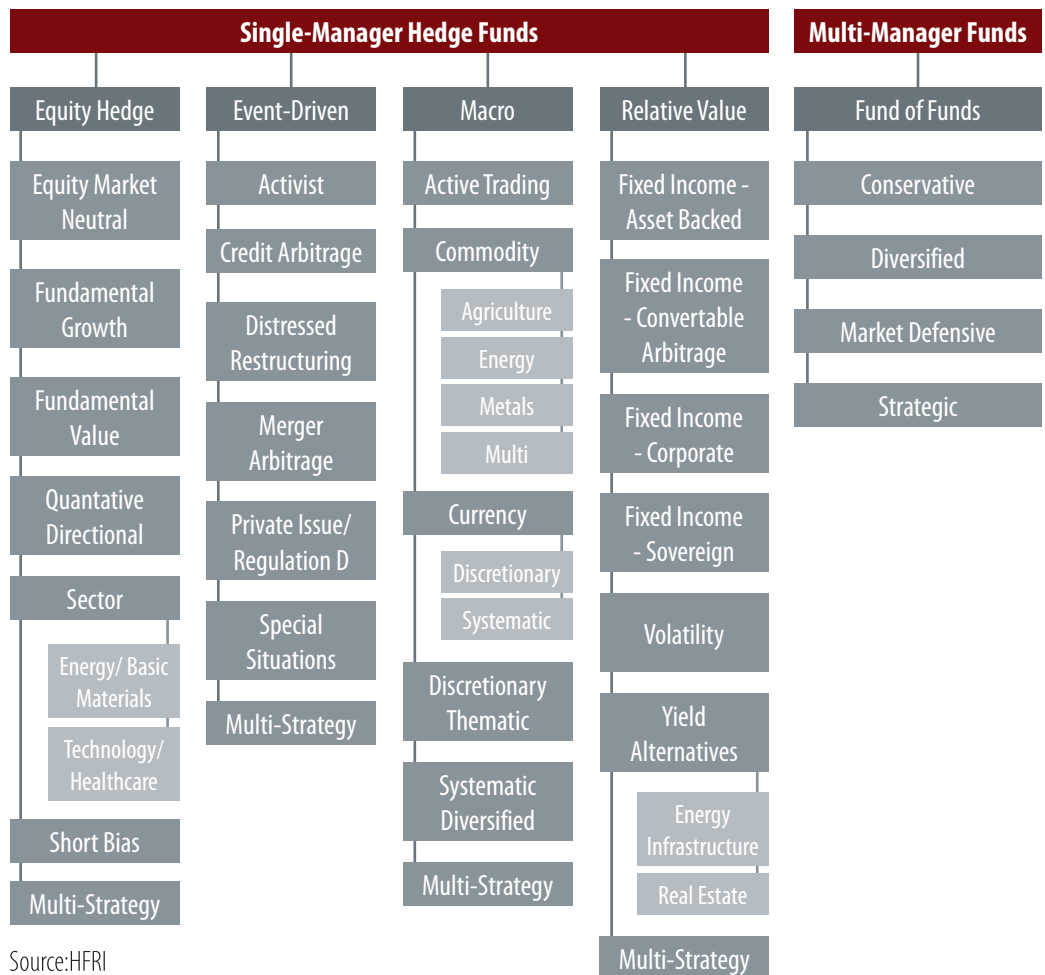 Single-Manager Hedge Funds
Multi-Manager Funds
Equity Hedge
Equity Market
Neutral
Fundamental
Growth
Fundamental
Value
Quantative
Directional
Sector
Energy/ Basic
Materials
Technology/
Healthcare
Short Bias
Multi-Strategy
Event-Driven
Activist
Credit Arbitrage
Distressed
Restructuring
Merger
Arbitrage
Private Issue/
Regulation D
Special
Situations
Multi-Strategy
Macro
Active Trading
Commodity
Agriculture
Energy
Metals
Multi
Currency
Discretionary
Systematic
Discretionary
Thematic
Systematic
Diversified
Multi-Strategy
Relative Value
Fixed Income -
Asset Backed
Fixed Income
- Convertable
Arbitrage
Fixed Income
- Corporate
Fixed Income
- Sovereign
Volatility
Yield
Alternatives
Energy
Infrastructure
Real Estate
Multi-Strategy
Fund of Funds
Conservative
Diversified
Market Defensive
Strategic
Source:HFRI